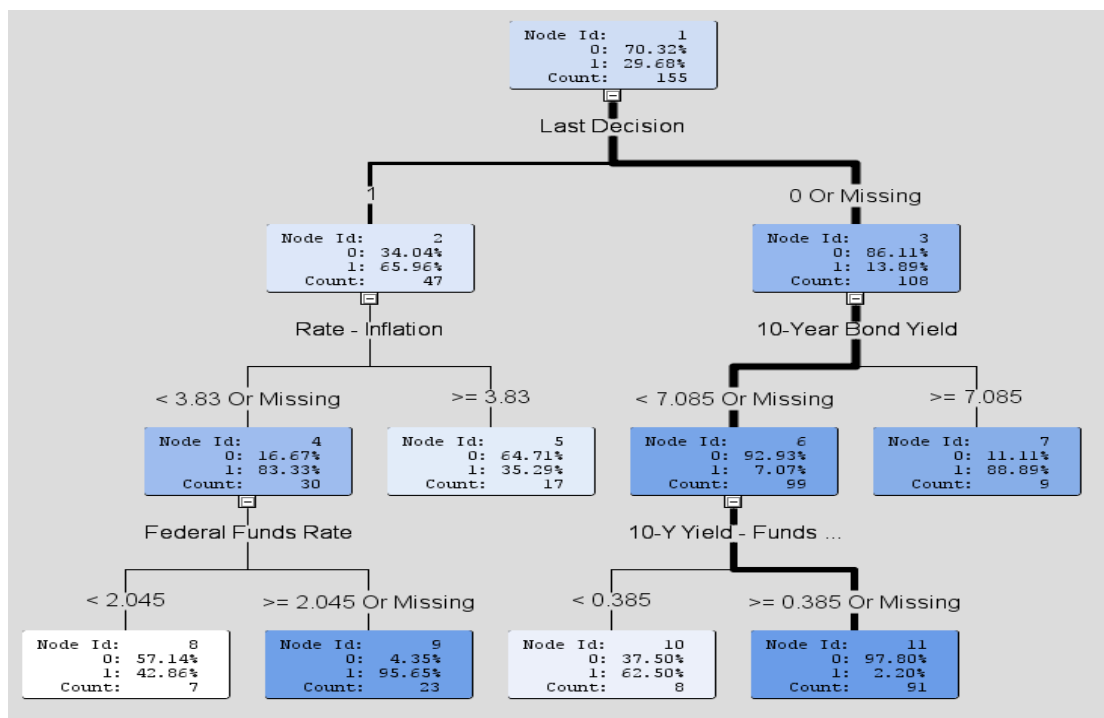 Node Id: 1
0: 70.32%
1: 29.68%
Count: 155
Last Decision
1
0 Or Missing
Node Id: 2
0: 34.04%
1: 65.96%
Count: 47
Node Id: 3
0: 86.11%
1: 13.89%
Count: 108
Rate - Inflation
10-Year Bond Yield
< 3.83 Or Missing
>= 3.83
< 7.085 Or Missing
>= 7.085
Node Id: 4
0: 16.67%
1: 83.33%
Count: 30
Node Id: 5
0: 64.71%
1: 35.29%
Count: 17
Node Id: 6
0: 92.93%
1: 7.07%
Count: 99
Node Id: 7
0: 11.11%
1: 88.89%
Count: 9
Federal Funds Rate
10-Y Yield - Funds ...
< 2.045
>= 2.045 Or Missing
< 0.385
>= 0.385 Or Missing
Node Id: 8
0: 57.14%
1: 42.86%
Count: 7
Node Id: 9
0: 4.35%
1: 95.65%
Count: 23
Node Id: 10
0: 37.50%
1: 62.50%
Count: 8
Node Id: 11
0: 97.80%
1: 2.20%
Count: 91